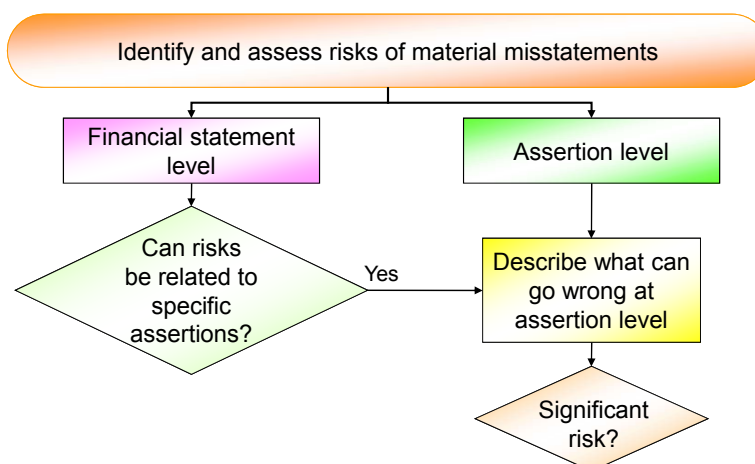 Identify and assess risks of material misstatements
Financial statement
level
Assertion level
Can risks
be related to
specific
assertions?
Yes
Describe what can
go wrong at
assertion level
Significant
risk?